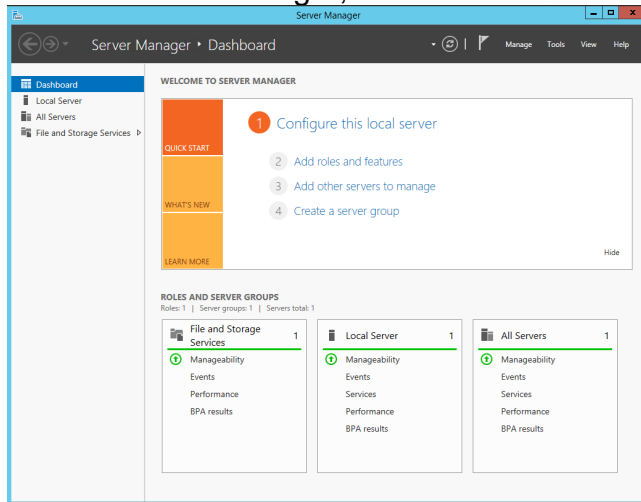 Server Manager
Server Manager • Dashboard
Manage Tools View Help
Dashboard
Local Server
All Servers
File and Storage Services
WELCOME TO SERVER MANAGER
QUICK START
WHAT'S NEW
LEARN MORE
1 Configure this local server
2 Add roles and features
3 Add other servers to manage
4 Create a server group
Hide
ROLES AND SERVER GROUPS
Roles: 1 | Server groups: 1 | Servers total: 1
File and Storage
Services 1
Manageability
Events
Performance
BPA results
Local Server 1
Manageability
Events
Services
Performance
BPA results
All Servers 1
Manageability
Events
Services
Performance
BPA results